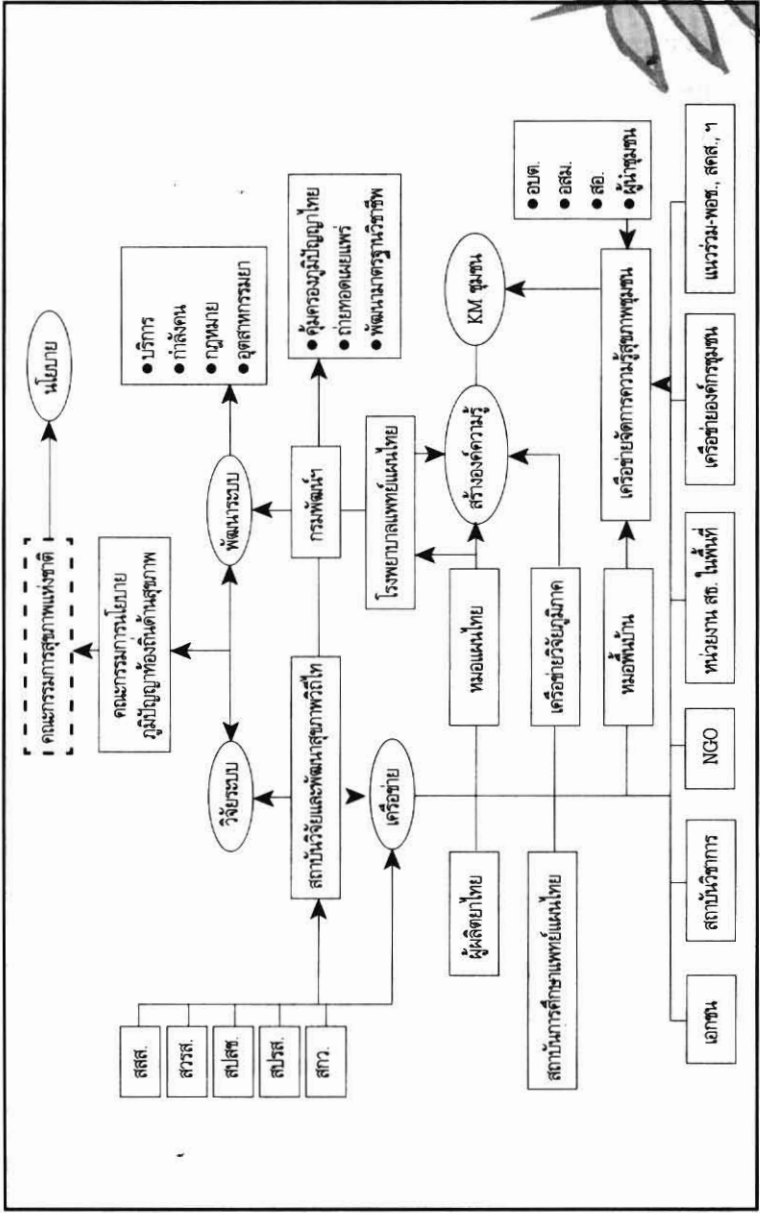 คณะกรรมการสุขภาพแห่งชาติ
นโยบาย
คณะกรรมการนโยบาย
ภูมิปัญญาท้องถิ่นด้านสุขภาพ
● บริการ
● กำลังคน
● กฎหมาย
● อุตสาหกรรมยา
วิจัยระบบ
พัฒนาระบบ
สสส.
สวรส.
สปสช.
สปรส.
สกว.
สถาบันวิจัยและพัฒนาสุขภาพวิถีไท
กรมพัฒน์ฯ
● คุ้มครองภูมิปัญญาไทย
● ถ่ายทอดเผยแพร่
● พัฒนามาตรฐานวิชาชีพ
เครือข่าย
โรงพยาบาลแพทย์แผนไทย
ผู้ผลิตยาไทย
หมอแผนไทย
สร้างองค์ความรู้
KM ชุมชน
สถาบันการศึกษาแพทย์แผนไทย
เครือข่ายวิจัยภูมิภาค
● อบต.
● อสม.
● สอ.
● ผู้นำชุมชน
หมอพื้นบ้าน
เครือข่ายจัดการความรู้สุขภาพชุมชน
เอกชน
สถาบันวิชาการ
NGO
หน่วยงาน สธ. ในพื้นที่
เครือข่ายองค์กรชุมชน
แนวร่วม-พอช., สดส., ฯ